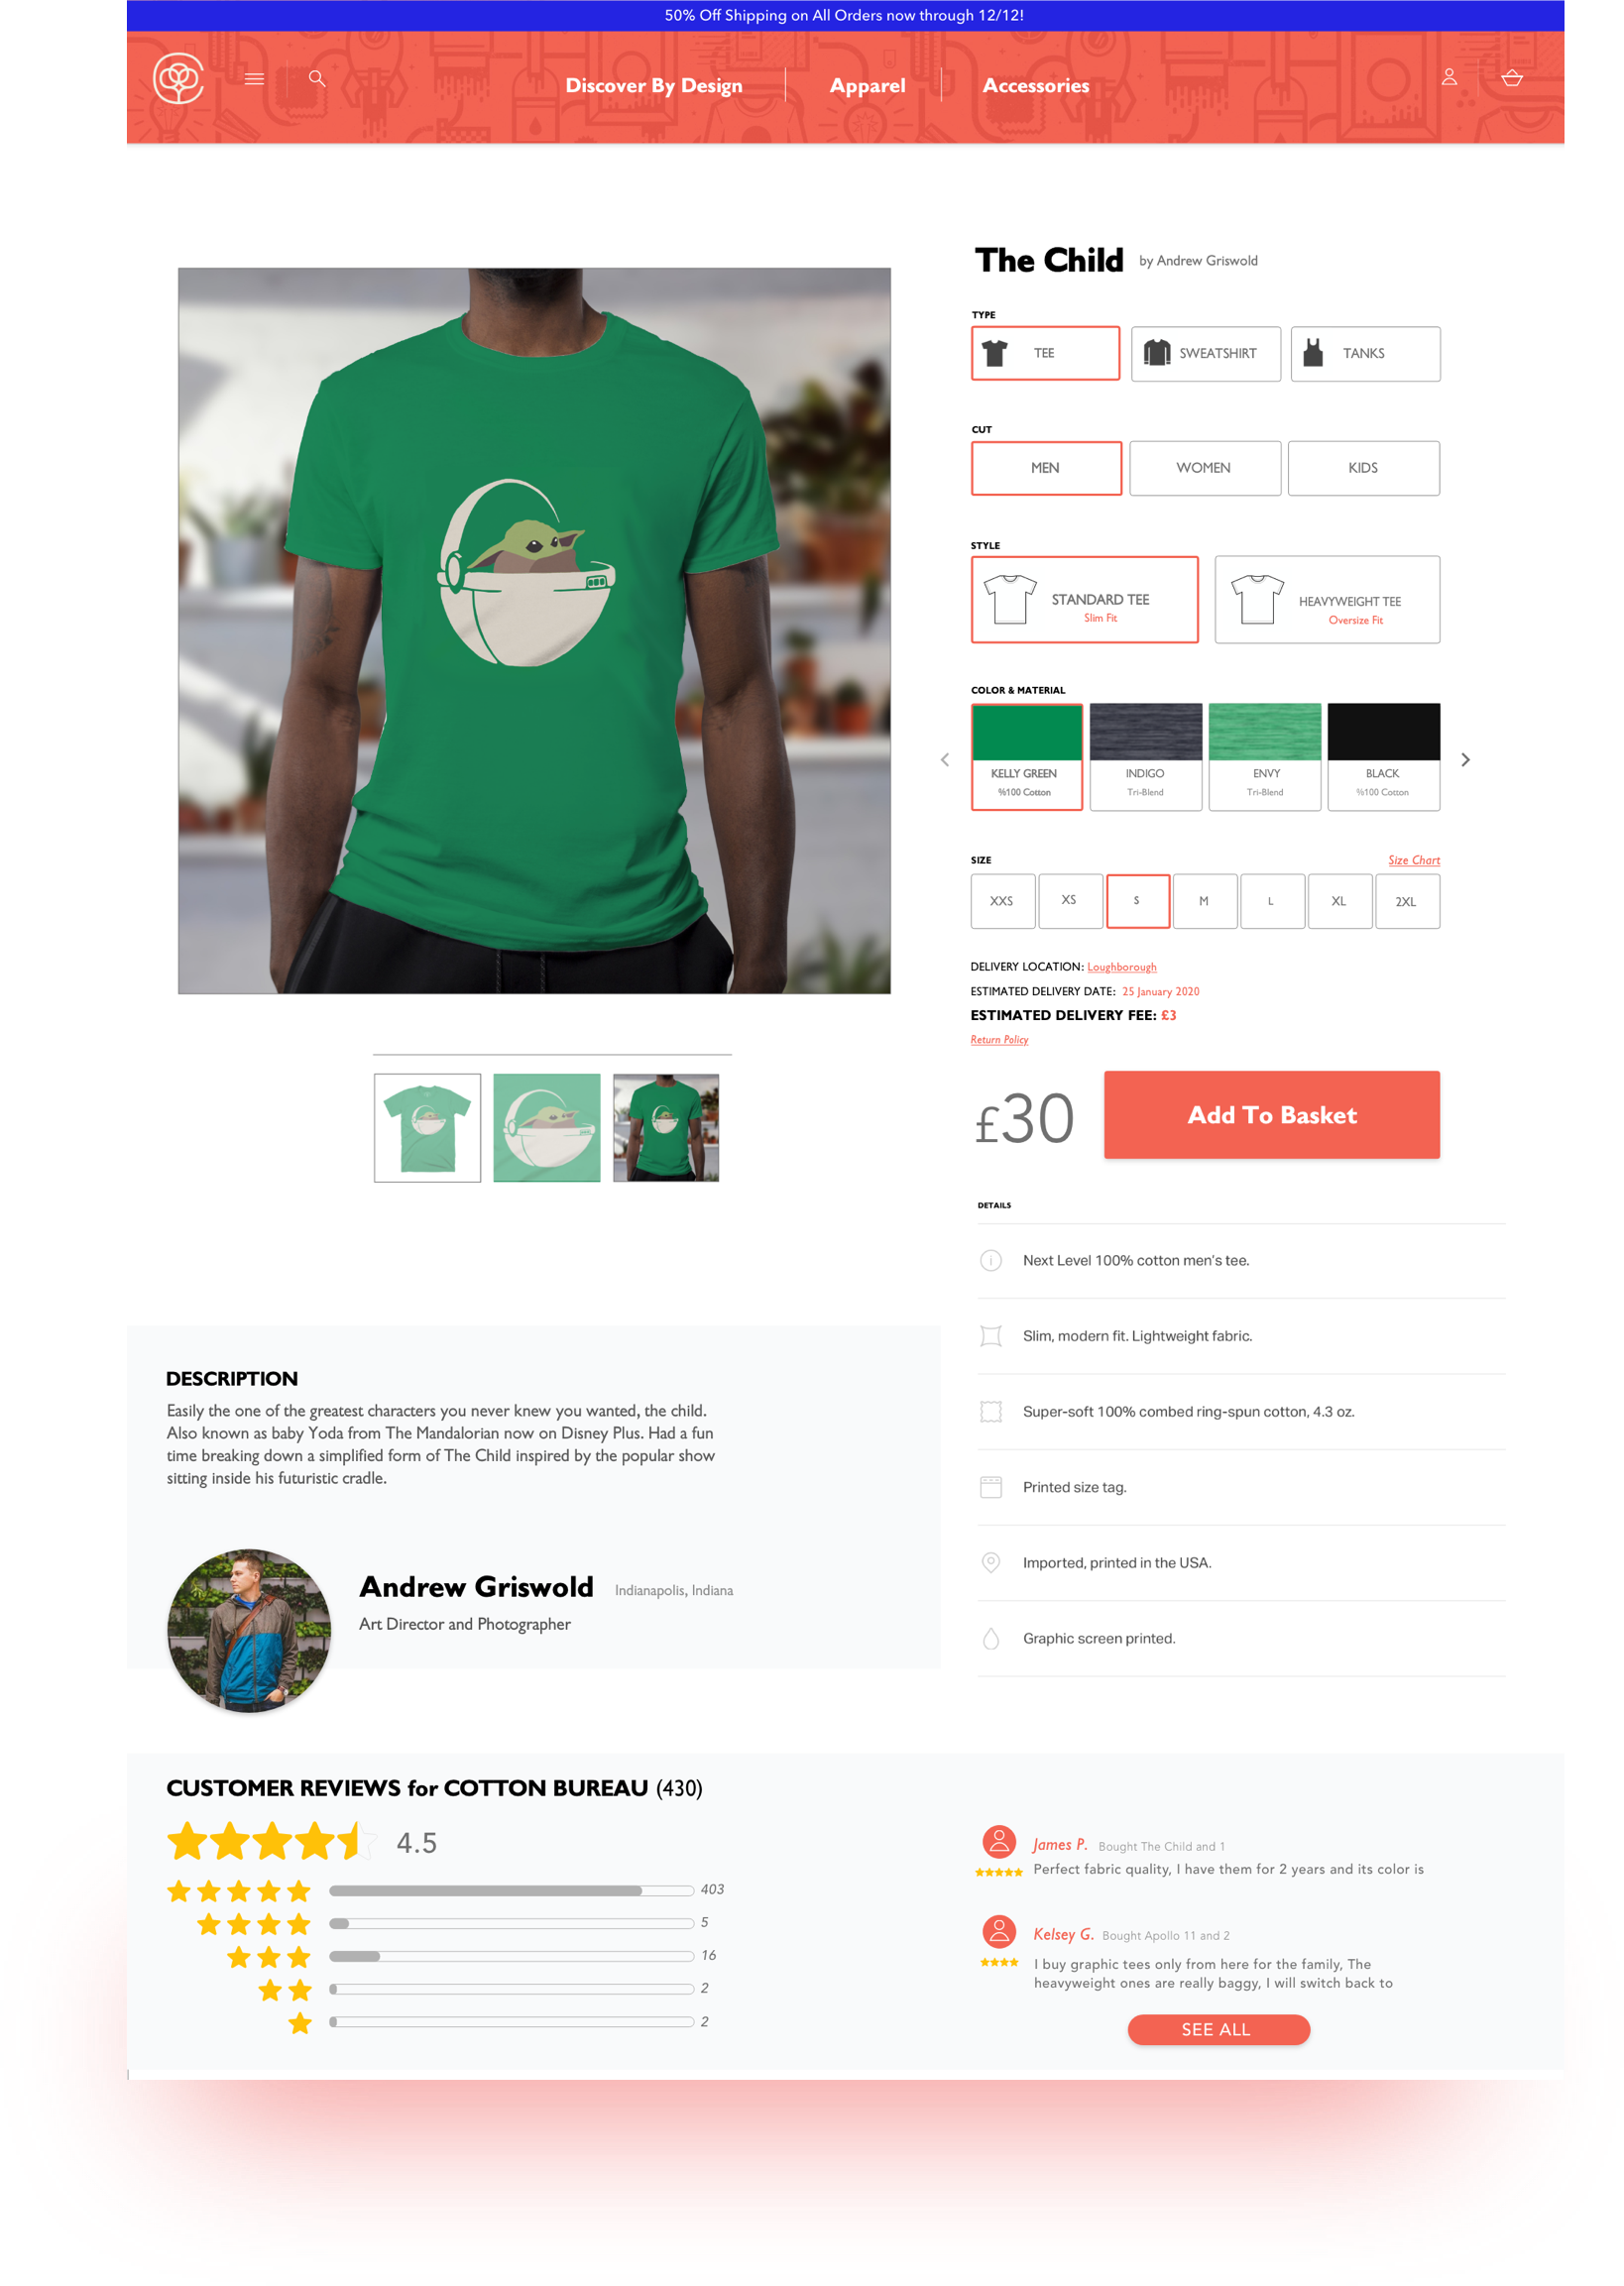 50% Off Shipping on All Orders now through 12/12!
Discover By Design
Apparel
Accessories
The Child by Andrew Griswold
TYPE
TEE
SWEATSHIRT
TANKS
CUT
MEN
WOMEN
KIDS
STYLE
STANDARD TEE
Slim Fit
HEAVYWEIGHT TEE
Oversize Fit
COLOR & MATERIAL
KELLY GREEN
%100 Cotton
INDIGO
Tri-Blend
ENVY
Tri-Blend
BLACK
%100 Cotton
SIZE
Size Chart
XXS
XS
S
M
L
XL
2XL
DELIVERY LOCATION: Loughborough
ESTIMATED DELIVERY DATE: 25 January 2020
ESTIMATED DELIVERY FEE: £3
Return Policy
£30
Add To Basket
DETAILS
Next Level 100% cotton men's tee.
Slim, modern fit. Lightweight fabric.
Super-soft 100% combed ring-spun cotton, 4.3 oz.
Printed size tag.
Imported, printed in the USA.
Graphic screen printed.
DESCRIPTION
Easily the one of the greatest characters you never knew you wanted, the child.
Also known as baby Yoda from The Mandalorian now on Disney Plus. Had a fun
time breaking down a simplified form of The Child inspired by the popular show
sitting inside his futuristic cradle.
Andrew Griswold Indianapolis, Indiana
Art Director and Photographer
CUSTOMER REVIEWS for COTTON BUREAU (430)
4.5
403
5
16
2
2
James P. Bought The Child and 1
Perfect fabric quality, I have them for 2 years and its color is
Kelsey G. Bought Apollo 11 and 2
I buy graphic tees only from here for the family, The
heavyweight ones are really baggy, I will switch back to
SEE ALL